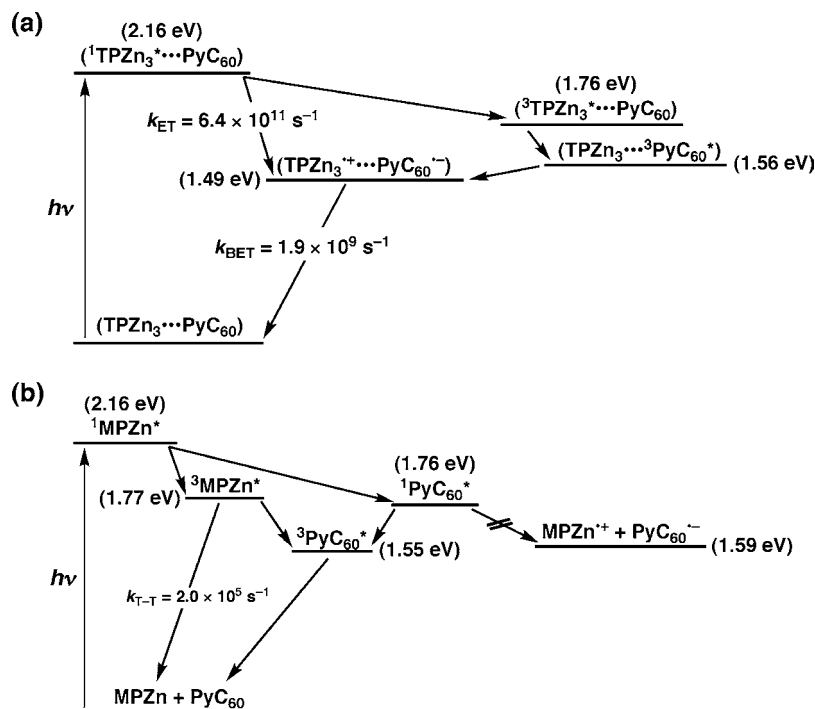 (a)
(2.16 eV)
(¹TPZn₃*···PyC₆₀)
(1.76 eV)
(³TPZn₃*···PyC₆₀)
k_ET = 6.4 × 10¹¹ s⁻¹
(TPZn₃···³PyC₆₀*)
(1.56 eV)
(TPZn₃•⁺···PyC₆₀•⁻)
(1.49 eV)
hν
k_BET = 1.9 × 10⁹ s⁻¹
(TPZn₃···PyC₆₀)
(b)
(2.16 eV)
¹MPZn*
(1.76 eV)
¹PyC₆₀*
³MPZn*
(1.77 eV)
³PyC₆₀*
(1.55 eV)
MPZn•⁺ + PyC₆₀•⁻
(1.59 eV)
hν
k_T–T = 2.0 × 10⁵ s⁻¹
MPZn + PyC₆₀